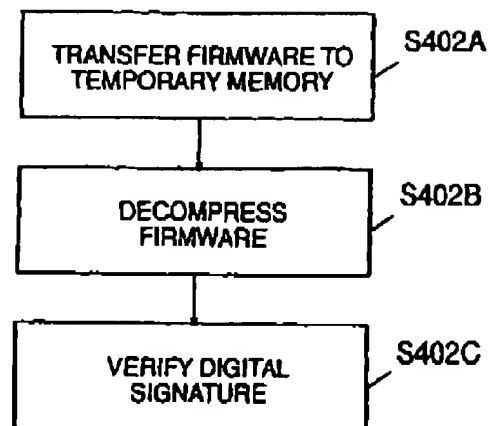 TRANSFER FIRMWARE TO
TEMPORARY MEMORY
S402A
DECOMPRESS
FIRMWARE
S402B
VERIFY DIGITAL
SIGNATURE
S402C